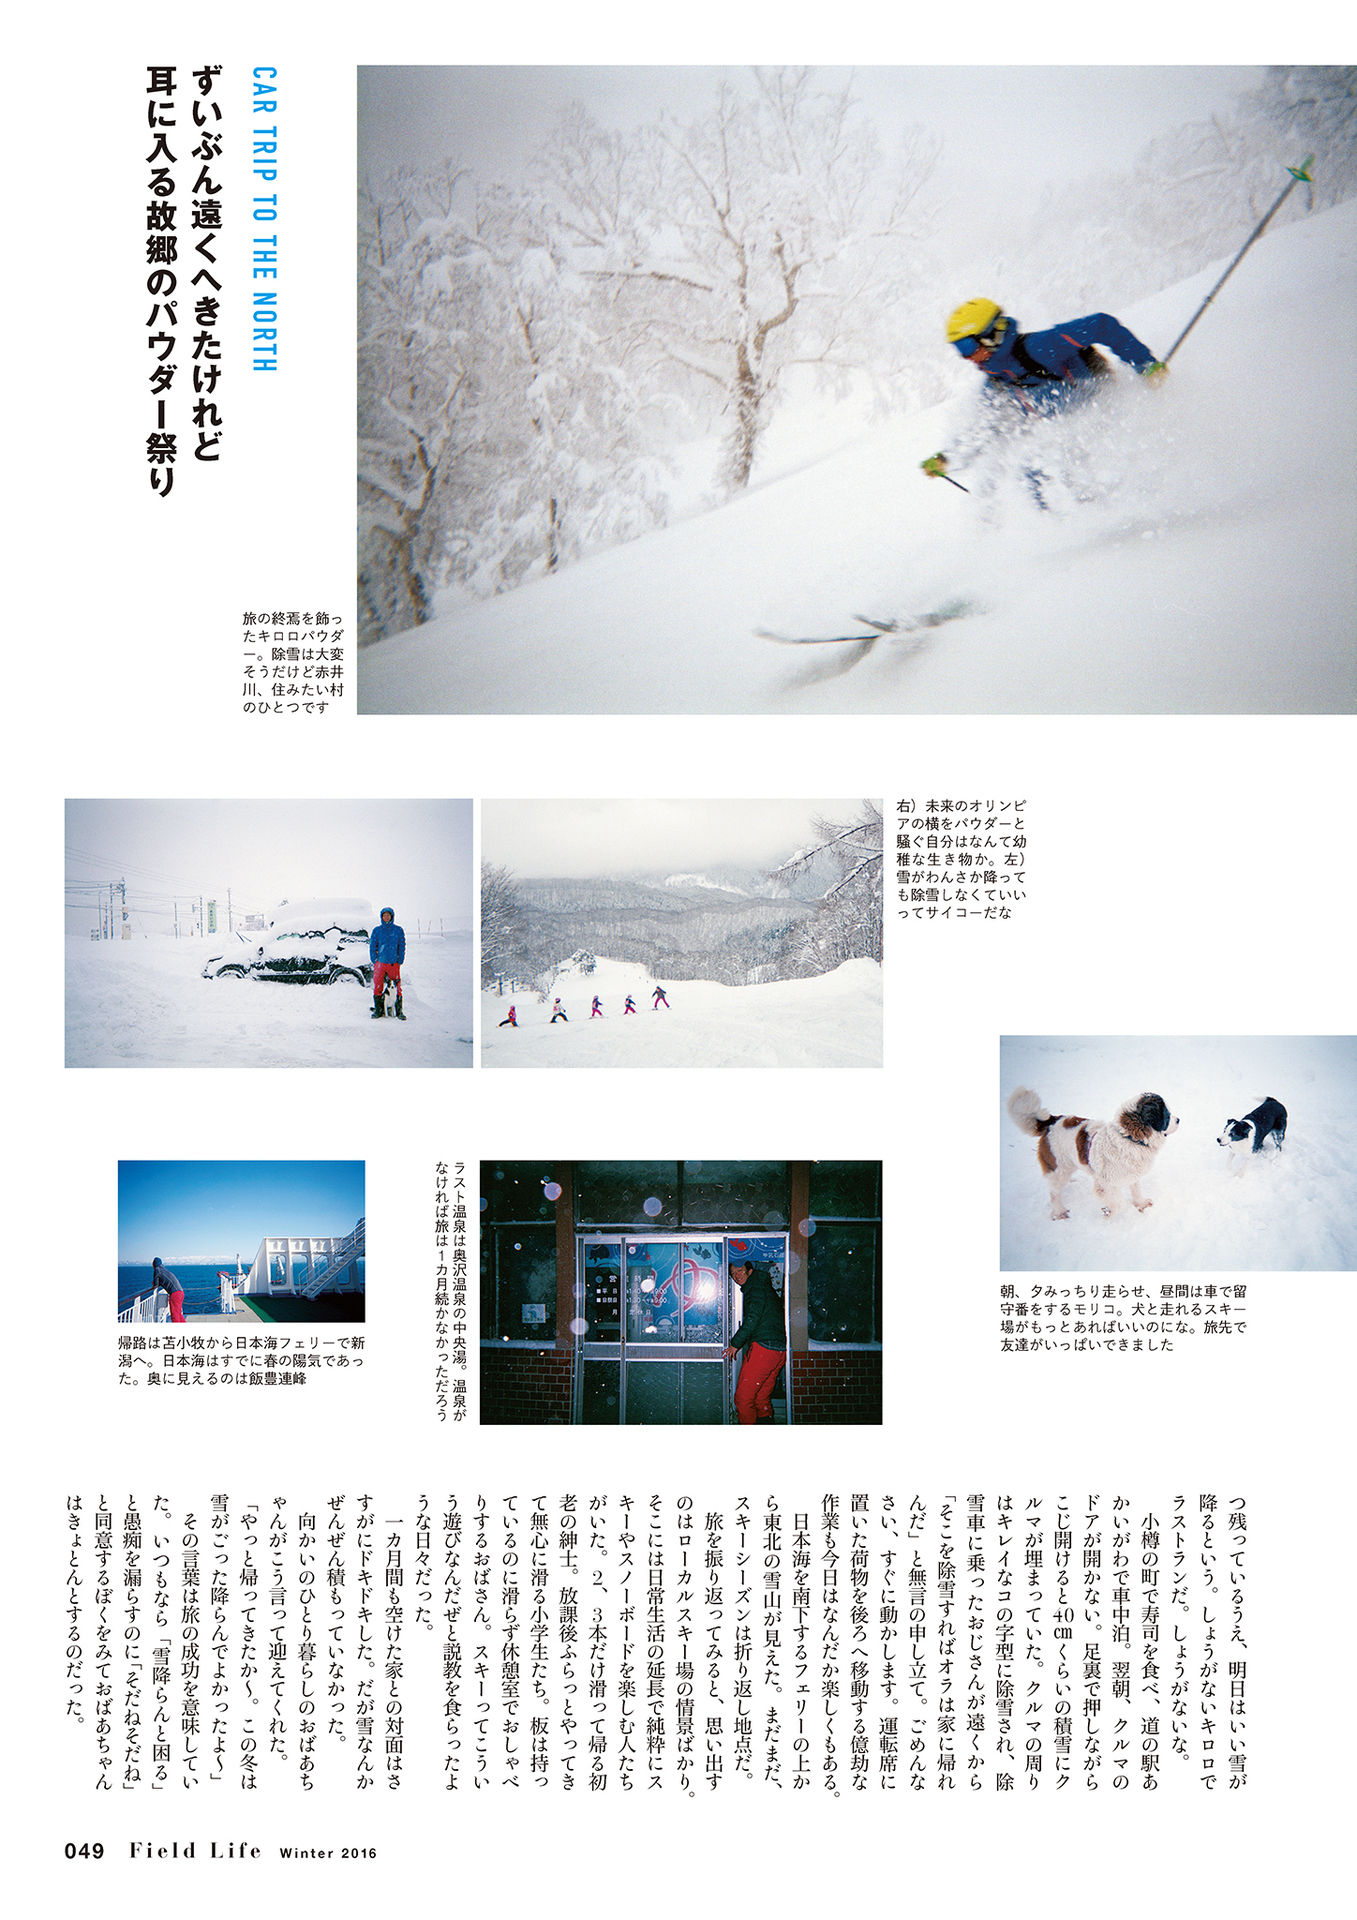 CAR TRIP TO THE NORTH
ずいぶん遠くへきたけれど
耳に入る故郷のパウダー祭り
旅の終焉を飾っ
たキロロパウダ
ー。除雪は大変
そうだけど赤井
川、住みたい村
のひとつです
右）未来のオリンピ
アの横をパウダーと
騒ぐ自分はなんて幼
稚な生き物か。左）
雪がわんさか降って
も除雪しなくていい
ってサイコーだな
朝、夕みっちり走らせ、昼間は車で留
守番をするモリコ。犬と走れるスキー
場がもっとあればいいのにな。旅先で
友達がいっぱいできました
ラスト温泉は奥沢温泉の中央湯。温泉が
なければ旅は1カ月続かなかっただろう
帰路は苫小牧から日本海フェリーで新
潟へ。日本海はすでに春の陽気であっ
た。奥に見えるのは飯豊連峰
つ残っているうえ、明日はいい雪が
降るという。しょうがないキロロで
ラストランだ。しょうがないな。
小樽の町で寿司を食べ、道の駅あ
かいがわで車中泊。翌朝、クルマの
ドアが開かない。足裏で押しながら
こじ開けると40㎝くらいの積雪にク
ルマが埋まっていた。クルマの周り
はキレイなコの字型に除雪され、除
雪車に乗ったおじさんが遠くから
「そこを除雪すればオラは家に帰れ
んだ」と無言の申し立て。ごめんな
さい、すぐに動かします。運転席に
置いた荷物を後ろへ移動する億劫な
作業も今日はなんだか楽しくもある。
日本海を南下するフェリーの上か
ら東北の雪山が見えた。まだまだ、
スキーシーズンは折り返し地点だ。
旅を振り返ってみると、思い出す
のはローカルスキー場の情景ばかり。
そこには日常生活の延長で純粋にス
キーやスノーボードを楽しむ人たち
がいた。2、3本だけ滑って帰る初
老の紳士。放課後ふらっとやってき
て無心に滑る小学生たち。板は持っ
ているのに滑らず休憩室でおしゃべ
りするおばさん。スキーってこうい
う遊びなんだぜと説教を食らったよ
うな日々だった。
一カ月間も空けた家との対面はさ
すがにドキドキした。だが雪なんか
ぜんぜん積もっていなかった。
向かいのひとり暮らしのおばあち
ゃんがこう言って迎えてくれた。
「やっと帰ってきたか〜。この冬は
雪がごった降らんでよかったよ〜」
その言葉は旅の成功を意味してい
た。いつもなら「雪降らんと困る」
と愚痴を漏らすのに「そだねそだね」
と同意するぼくをみておばあちゃん
はきょとんとするのだった。
049 Field Life Winter 2016